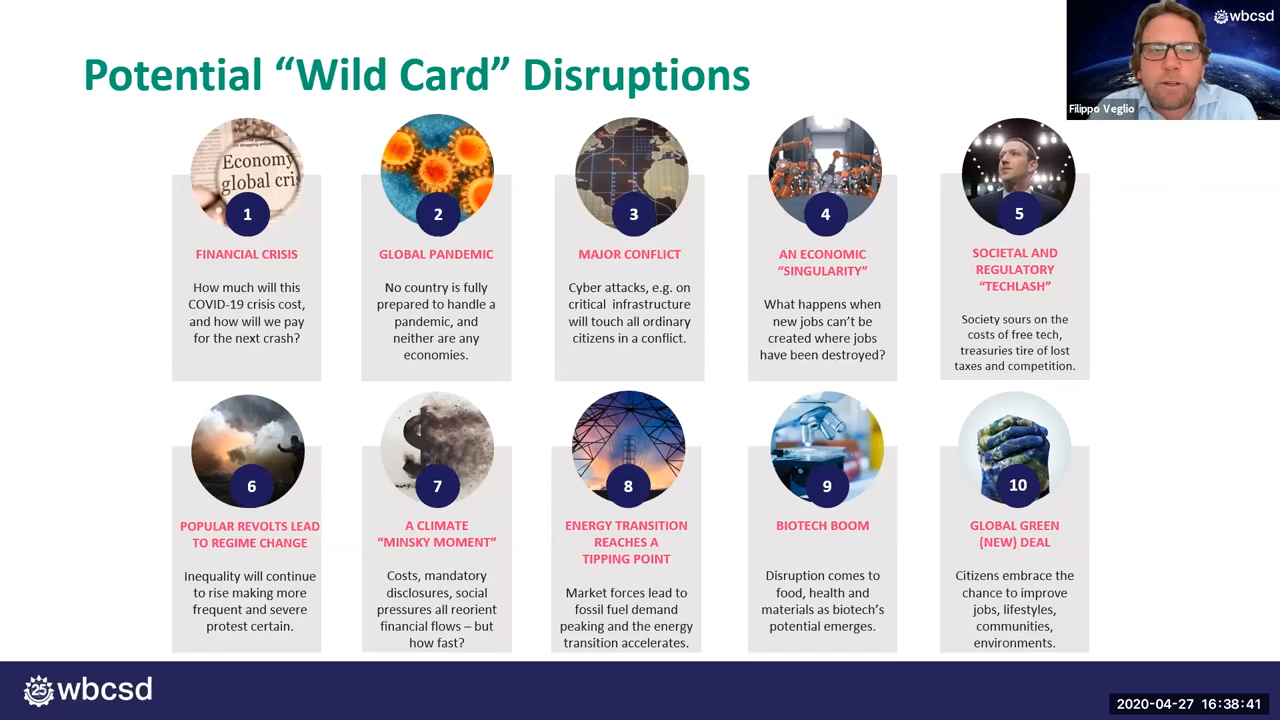 Potential “Wild Card” Disruptions
wbcsd
Filippo Veglio
Economy
global cris
1
FINANCIAL CRISIS
How much will this
COVID-19 crisis cost,
and how will we pay
for the next crash?
2
GLOBAL PANDEMIC
No country is fully
prepared to handle a
pandemic, and
neither are any
economies.
3
MAJOR CONFLICT
Cyber attacks, e.g. on
critical infrastructure
will touch all ordinary
citizens in a conflict.
4
AN ECONOMIC
“SINGULARITY”
What happens when
new jobs can’t be
created where jobs
have been destroyed?
5
SOCIETAL AND
REGULATORY
“TECHLASH”
Society sours on the
costs of free tech,
treasuries tire of lost
taxes and competition.
6
POPULAR REVOLTS LEAD
TO REGIME CHANGE
Inequality will continue
to rise making more
frequent and severe
protest certain.
7
A CLIMATE
“MINSKY MOMENT”
Costs, mandatory
disclosures, social
pressures all reorient
financial flows – but
how fast?
8
ENERGY TRANSITION
REACHES A
TIPPING POINT
Market forces lead to
fossil fuel demand
peaking and the energy
transition accelerates.
9
BIOTECH BOOM
Disruption comes to
food, health and
materials as biotech’s
potential emerges.
10
GLOBAL GREEN
(NEW) DEAL
Citizens embrace the
chance to improve
jobs, lifestyles,
communities,
environments.
25 wbcsd
2020-04-27 16:38:41